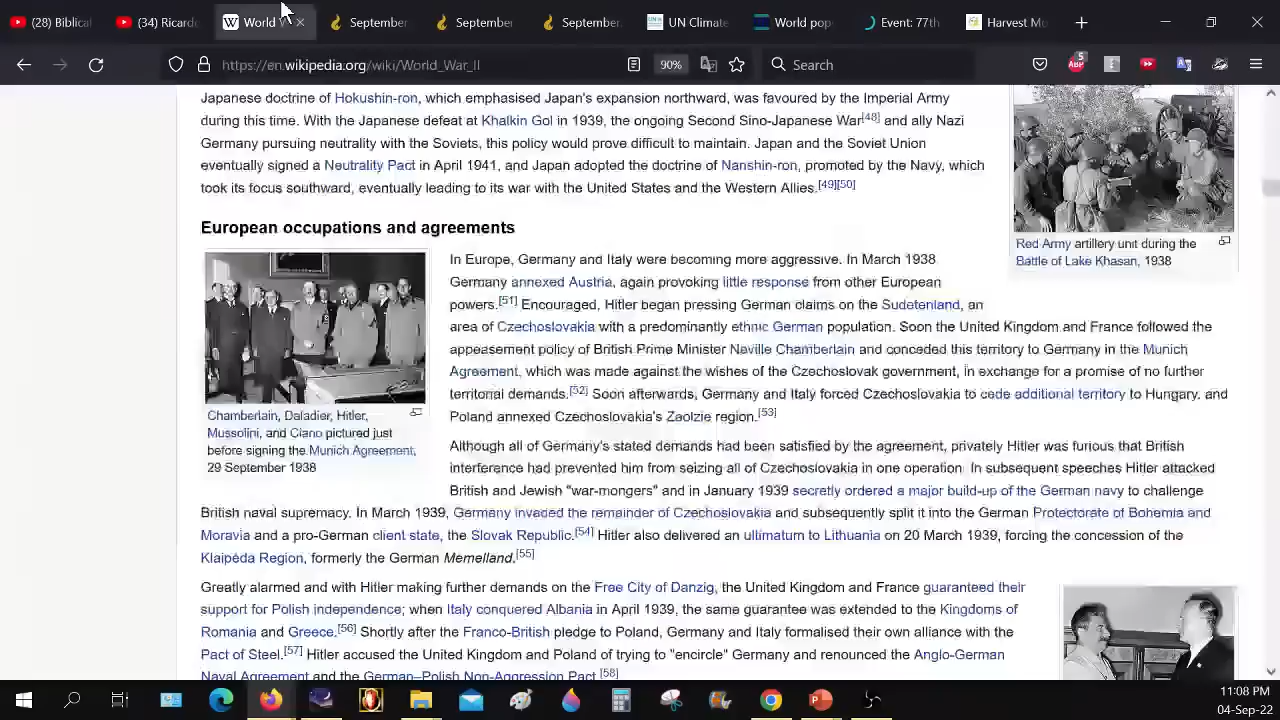 (28) Biblical
(34) Ricardo
World
September
September
September
UN Climate
World pop
Event: 77th
Harvest Mo
https://en.wikipedia.org/wiki/World_War_II
90%
Search
5
ABP
Japanese doctrine of Hokushin-ron, which emphasised Japan's expansion northward, was favoured by the Imperial Army
during this time. With the Japanese defeat at Khalkin Gol in 1939, the ongoing Second Sino-Japanese War[48] and ally Nazi
Germany pursuing neutrality with the Soviets, this policy would prove difficult to maintain. Japan and the Soviet Union
eventually signed a Neutrality Pact in April 1941, and Japan adopted the doctrine of Nanshin-ron, promoted by the Navy, which
took its focus southward, eventually leading to its war with the United States and the Western Allies.[49][50]
Red Army artillery unit during the
Battle of Lake Khasan, 1938
European occupations and agreements
Chamberlain, Daladier, Hitler,
Mussolini, and Ciano pictured just
before signing the Munich Agreement,
29 September 1938
In Europe, Germany and Italy were becoming more aggressive. In March 1938
Germany annexed Austria, again provoking little response from other European
powers.[51] Encouraged, Hitler began pressing German claims on the Sudetenland, an
area of Czechoslovakia with a predominantly ethnic German population. Soon the United Kingdom and France followed the
appeasement policy of British Prime Minister Neville Chamberlain and conceded this territory to Germany in the Munich
Agreement, which was made against the wishes of the Czechoslovak government, in exchange for a promise of no further
territorial demands.[52] Soon afterwards, Germany and Italy forced Czechoslovakia to cede additional territory to Hungary, and
Poland annexed Czechoslovakia's Zaolzie region.[53]
Although all of Germany's stated demands had been satisfied by the agreement, privately Hitler was furious that British
interference had prevented him from seizing all of Czechoslovakia in one operation. In subsequent speeches Hitler attacked
British and Jewish "war-mongers" and in January 1939 secretly ordered a major build-up of the German navy to challenge
British naval supremacy. In March 1939, Germany invaded the remainder of Czechoslovakia and subsequently split it into the German Protectorate of Bohemia and
Moravia and a pro-German client state, the Slovak Republic.[54] Hitler also delivered an ultimatum to Lithuania on 20 March 1939, forcing the concession of the
Klaipėda Region, formerly the German Memelland.[55]
Greatly alarmed and with Hitler making further demands on the Free City of Danzig, the United Kingdom and France guaranteed their
support for Polish independence; when Italy conquered Albania in April 1939, the same guarantee was extended to the Kingdoms of
Romania and Greece.[56] Shortly after the Franco-British pledge to Poland, Germany and Italy formalised their own alliance with the
Pact of Steel.[57] Hitler accused the United Kingdom and Poland of trying to "encircle" Germany and renounced the Anglo-German
Naval Agreement and the German–Polish Non-Aggression Pact.[58]
11:08 PM
04-Sep-22